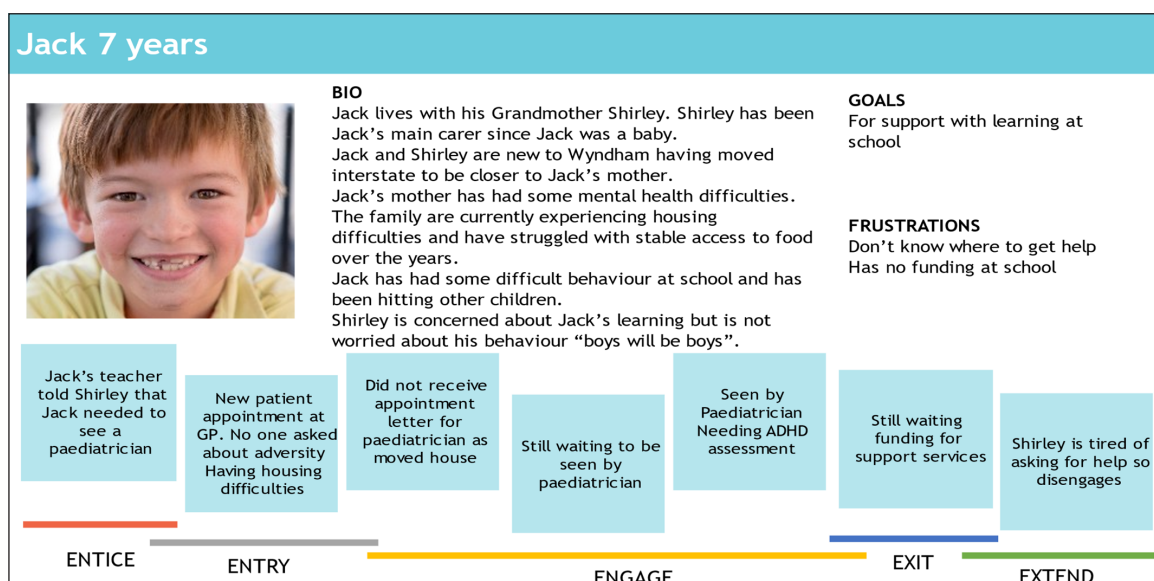 Jack 7 years
BIO
Jack lives with his Grandmother Shirley. Shirley has been
Jack’s main carer since Jack was a baby.
Jack and Shirley are new to Wyndham having moved
interstate to be closer to Jack’s mother.
Jack’s mother has had some mental health difficulties.
The family are currently experiencing housing
difficulties and have struggled with stable access to food
over the years.
Jack has had some difficult behaviour at school and has
been hitting other children.
Shirley is concerned about Jack’s learning but is not
worried about his behaviour “boys will be boys”.
GOALS
For support with learning at
school
FRUSTRATIONS
Don’t know where to get help
Has no funding at school
Jack’s teacher
told Shirley that
Jack needed to
see a
paediatrician
New patient
appointment at
GP. No one asked
about adversity
Having housing
difficulties
Did not receive
appointment
letter for
paediatrician as
moved house
Still waiting to be
seen by
paediatrician
Seen by
Paediatrician
Needing ADHD
assessment
Still waiting
funding for
support services
Shirley is tired of
asking for help so
disengages
ENTICE
ENTRY
ENGAGE
EXIT
EXTEND